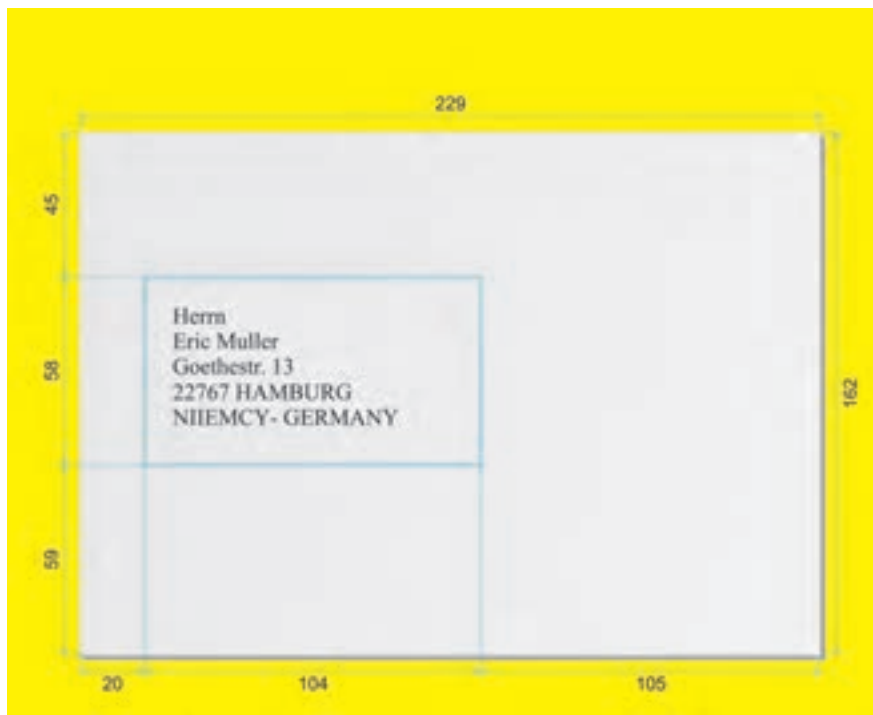 229
45
Herrn
Eric Muller
Goethestr. 13
22767 HAMBURG
NIIEMCY- GERMANY
58
162
59
20 104 105